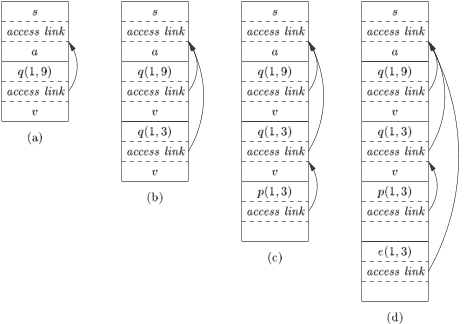 s
access link
a
q(1,9)
access link
v
(a)
s
access link
a
q(1,9)
access link
v
q(1,3)
access link
v
(b)
s
access link
a
q(1,9)
access link
v
q(1,3)
access link
v
p(1,3)
access link
(c)
s
access link
a
q(1,9)
access link
v
q(1,3)
access link
v
p(1,3)
access link
e(1,3)
access link
(d)